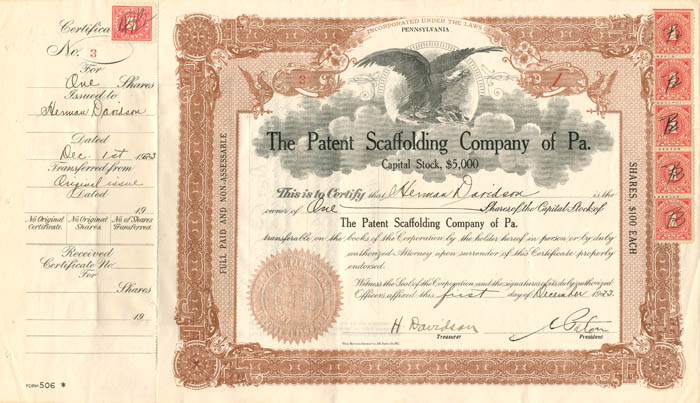 Certifica
No. 3
For
One Shares
Issued to
Herman Davidson
Dated
Dec. 1st 1923
Transferred from
Original issue
Dated
19
No. Original Certificate.
No. Original Shares.
No. of Shares Transferred.
Received
Certificate No.
For
Shares
19
FORM 506
INCORPORATED UNDER THE LAWS OF
PENNSYLVANIA
3
1
The Patent Scaffolding Company of Pa.
Capital Stock, $5,000
FULL PAID AND NON-ASSESSABLE
SHARES, $100 EACH
This is to Certify that Herman Davidson is the
owner of One Shares of the Capital Stock of
The Patent Scaffolding Company of Pa.
transferable on the books of the Corporation by the holder hereof in person or by duly
authorized Attorney upon surrender of this Certificate properly
endorsed.
Witness the Seal of the Corporation and the signatures of its duly authorized
Officers affixed this first day of December 1923.
H. Davidson
Treasurer
President